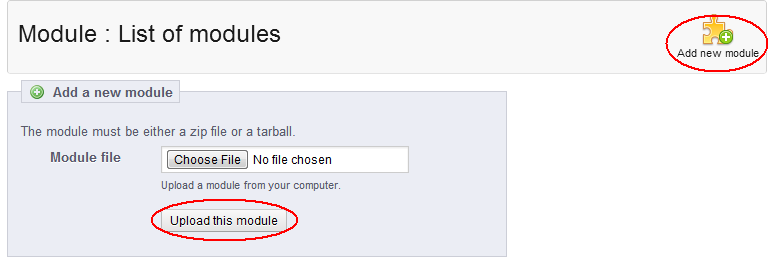 Module : List of modules
Add new module
Add a new module
The module must be either a zip file or a tarball.
Module file
Choose File No file chosen
Upload a module from your computer.
Upload this module